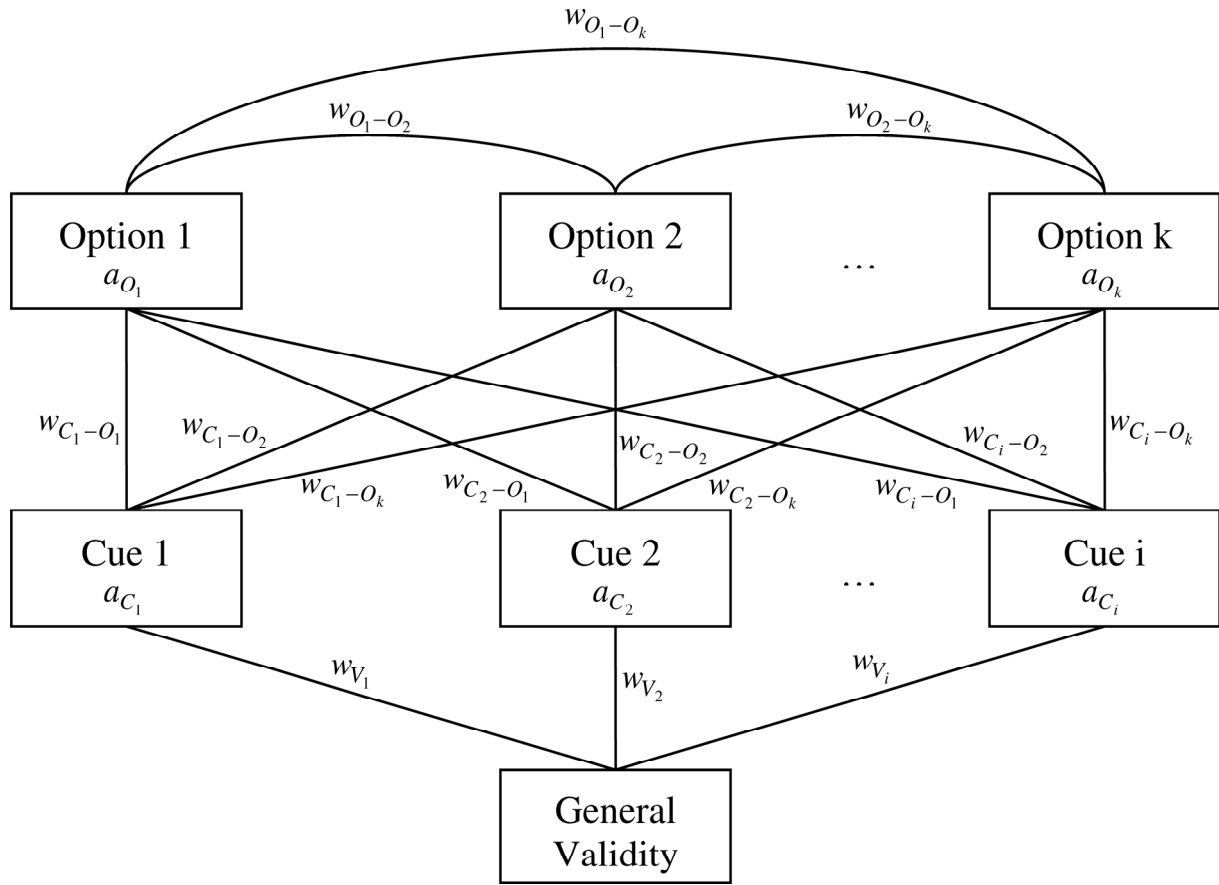 w_{O_1-O_k}
w_{O_1-O_2} w_{O_2-O_k}
Option 1 Option 2 Option k
a_{O_1} a_{O_2} ... a_{O_k}
w_{C_1-O_1} w_{C_1-O_2} w_{C_2-O_2} w_{C_i-O_2} w_{C_i-O_k}
w_{C_1-O_k} w_{C_2-O_1} w_{C_2-O_k} w_{C_i-O_1}
Cue 1 Cue 2 Cue i
a_{C_1} a_{C_2} ... a_{C_i}
w_{V_1} w_{V_2} w_{V_i}
General
Validity